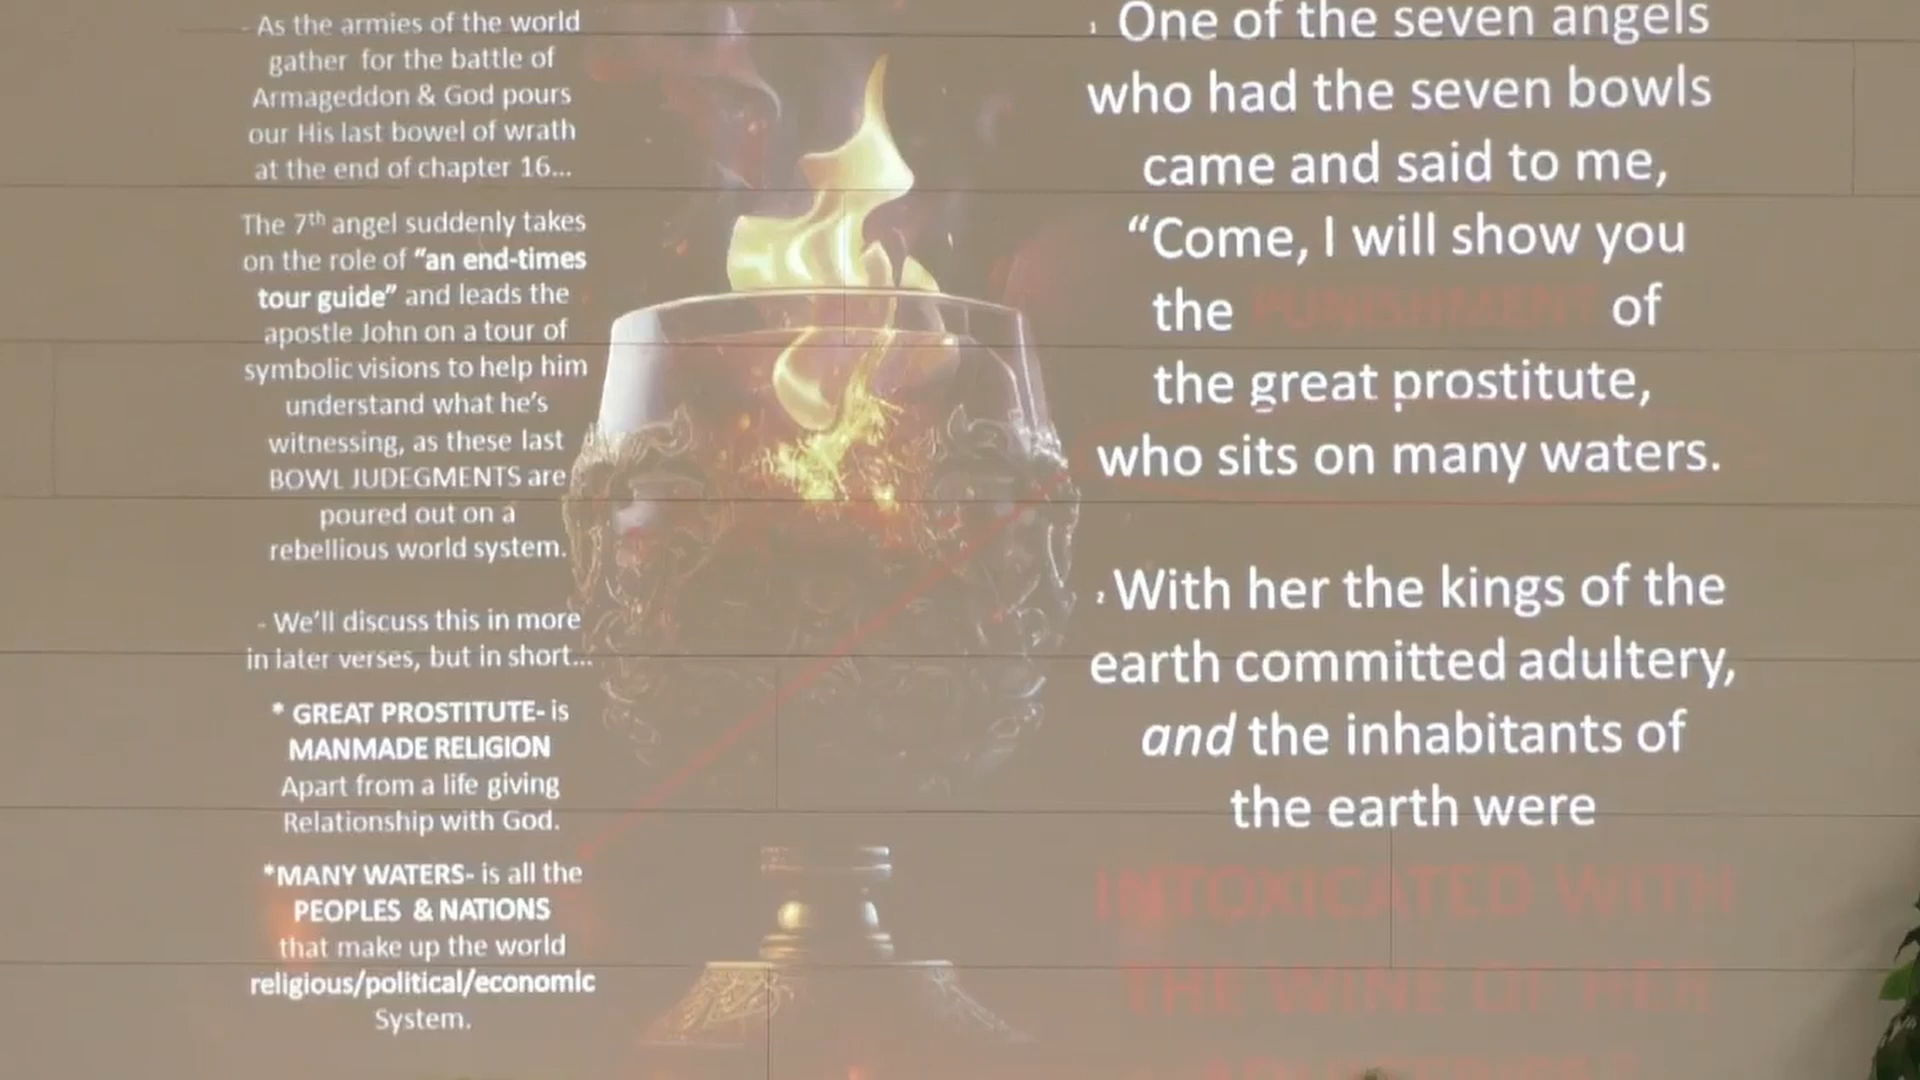 - As the armies of the world
gather for the battle of
Armageddon & God pours
our His last bowel of wrath
at the end of chapter 16...
The 7th angel suddenly takes
on the role of "an end-times
tour guide" and leads the
apostle John on a tour of
symbolic visions to help him
understand what he's
witnessing, as these last
BOWL JUDEGMENTS are
poured out on a
rebellious world system.
- We'll discuss this in more
in later verses, but in short...
* GREAT PROSTITUTE- is
MANMADE RELIGION
Apart from a life giving
Relationship with God.
*MANY WATERS- is all the
PEOPLES & NATIONS
that make up the world
religious/political/economic
System.
1 One of the seven angels
who had the seven bowls
came and said to me,
“Come, I will show you
the PUNISHMENT of
the great prostitute,
who sits on many waters.
2 With her the kings of the
earth committed adultery,
and the inhabitants of
the earth were
INTOXICATED WITH
THE WINE OF HER